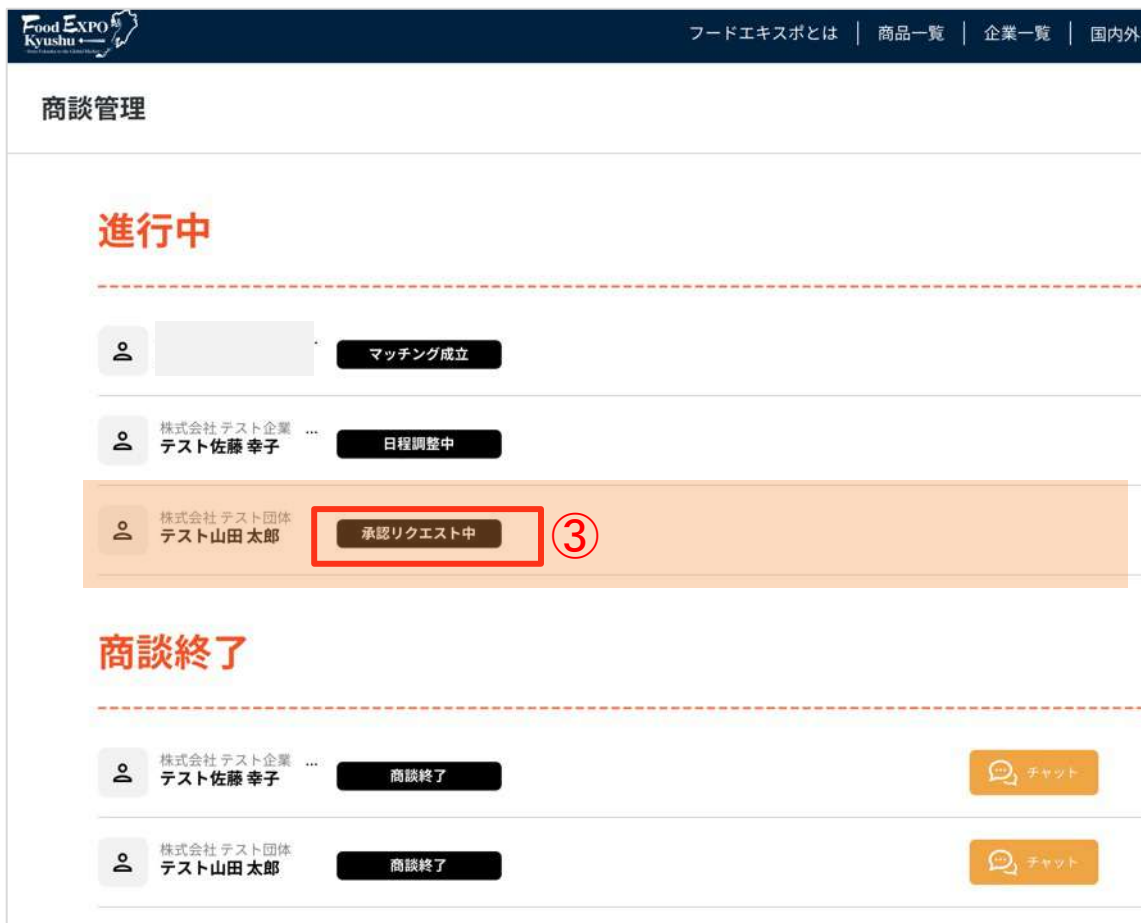 Food EXPO
Kyushu
フードエキスポとは | 商品一覧 | 企業一覧 | 国内外
商談管理
進行中
マッチング成立
株式会社 テスト企業 ...
テスト佐藤 幸子
日程調整中
株式会社 テスト団体
テスト山田 太郎
承認リクエスト中
③
商談終了
株式会社 テスト企業 ...
テスト佐藤 幸子
商談終了
チャット
株式会社 テスト団体
テスト山田 太郎
商談終了
チャット